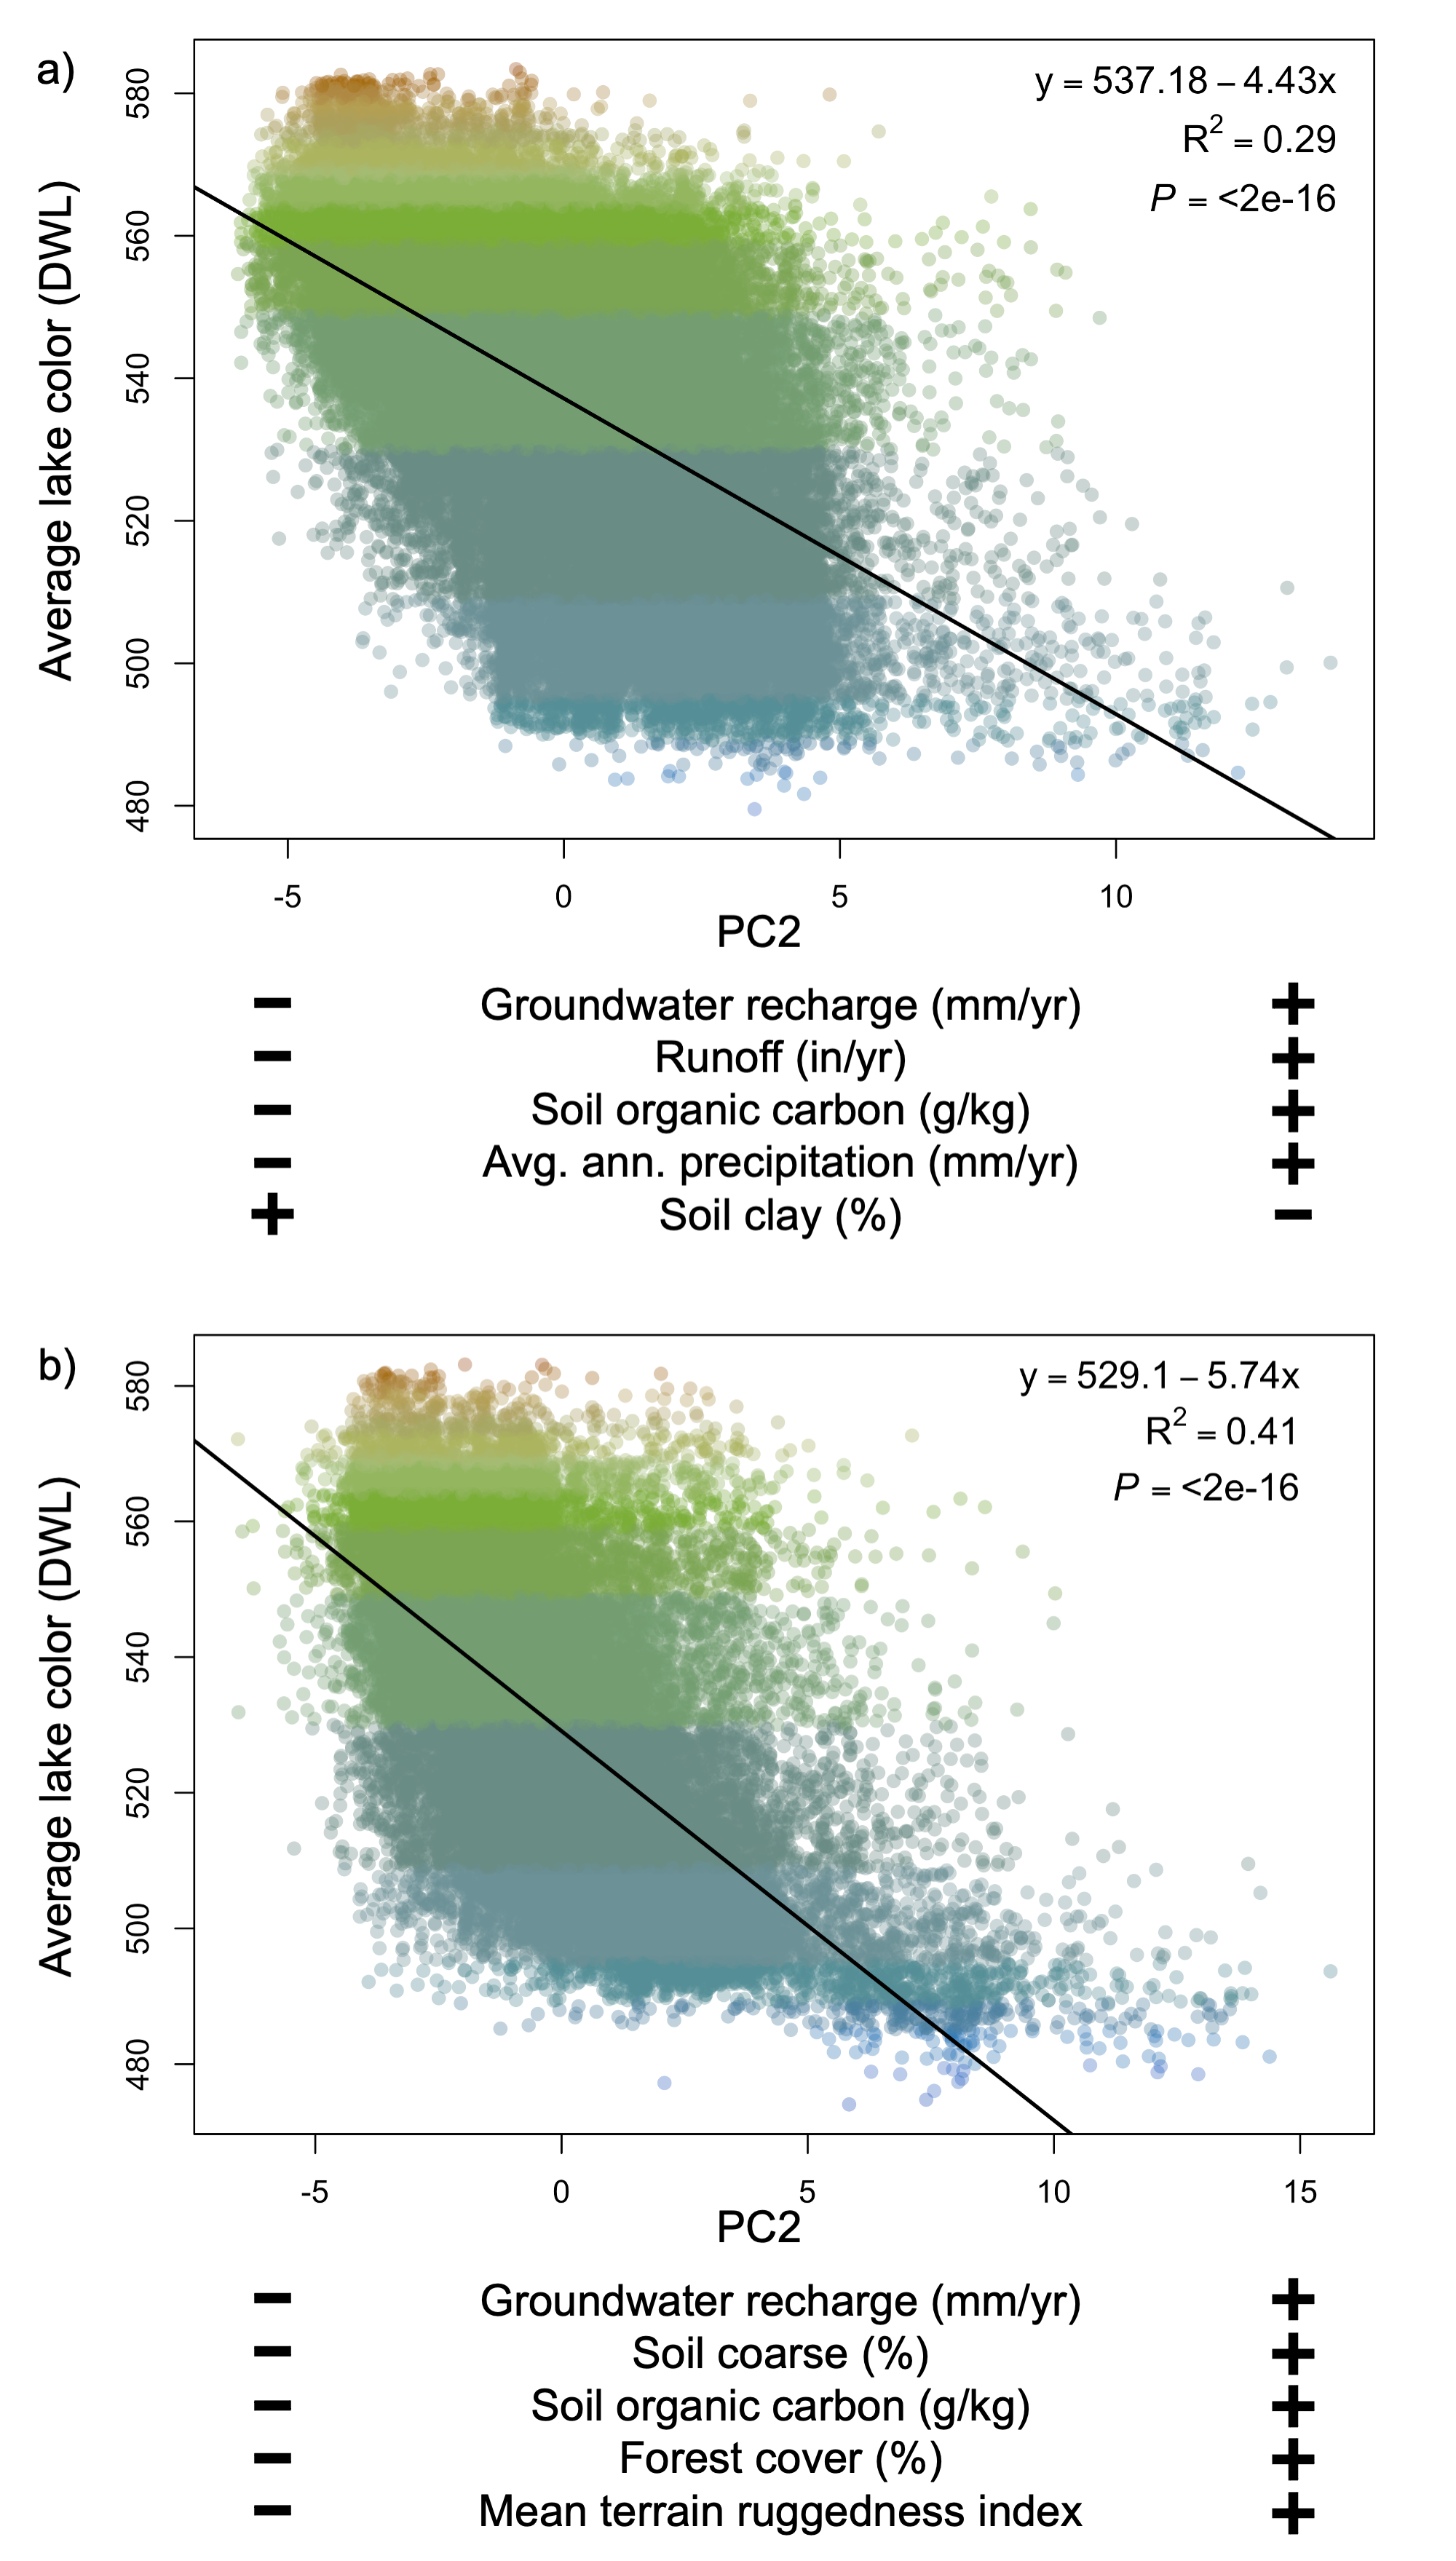 a)
y = 537.18 – 4.43x
R² = 0.29
P = <2e-16
Average lake color (DWL)
580
560
540
520
500
480
-5 0 5 10
PC2
− Groundwater recharge (mm/yr) +
− Runoff (in/yr) +
− Soil organic carbon (g/kg) +
− Avg. ann. precipitation (mm/yr) +
+ Soil clay (%) −
b)
y = 529.1 – 5.74x
R² = 0.41
P = <2e-16
Average lake color (DWL)
580
560
540
520
500
480
-5 0 5 10 15
PC2
− Groundwater recharge (mm/yr) +
− Soil coarse (%) +
− Soil organic carbon (g/kg) +
− Forest cover (%) +
− Mean terrain ruggedness index +